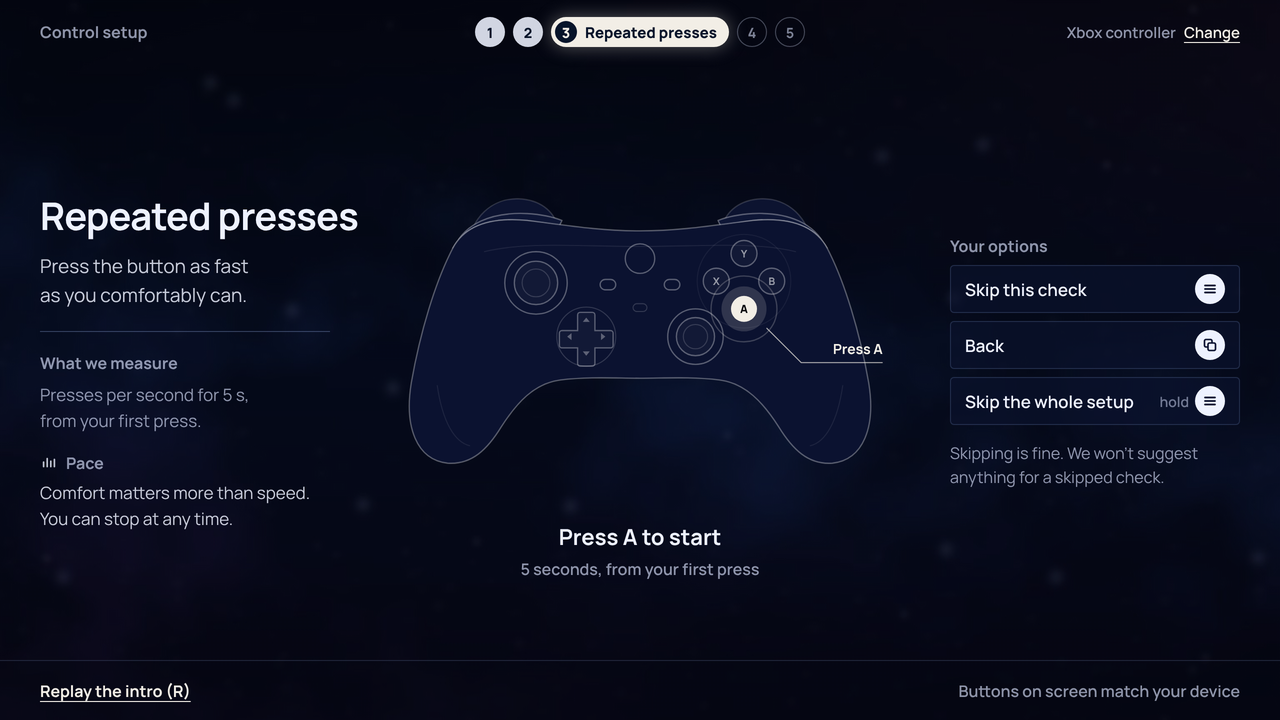 Control setup
1 2 3 Repeated presses 4 5
Xbox controller Change
Repeated presses
Press the button as fast
as you comfortably can.
What we measure
Presses per second for 5 s,
from your first press.
Pace
Comfort matters more than speed.
You can stop at any time.
Y
X
B
A
Press A
Press A to start
5 seconds, from your first press
Your options
Skip this check
Back
Skip the whole setup hold
Skipping is fine. We won't suggest
anything for a skipped check.
Replay the intro (R)
Buttons on screen match your device